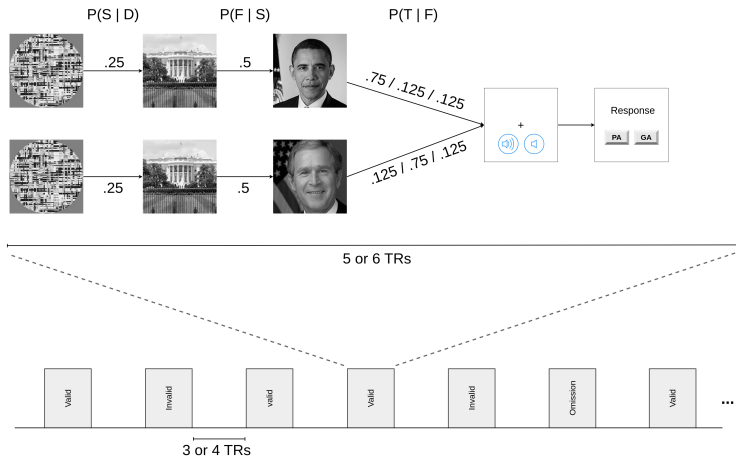 P(S | D) P(F | S) P(T | F)
.25 .5 .75 / .125 / .125
+
Response
PA GA
.25 .5 .125 / .75 / .125
5 or 6 TRs
Valid Invalid valid Valid Invalid Omission Valid ...
3 or 4 TRs